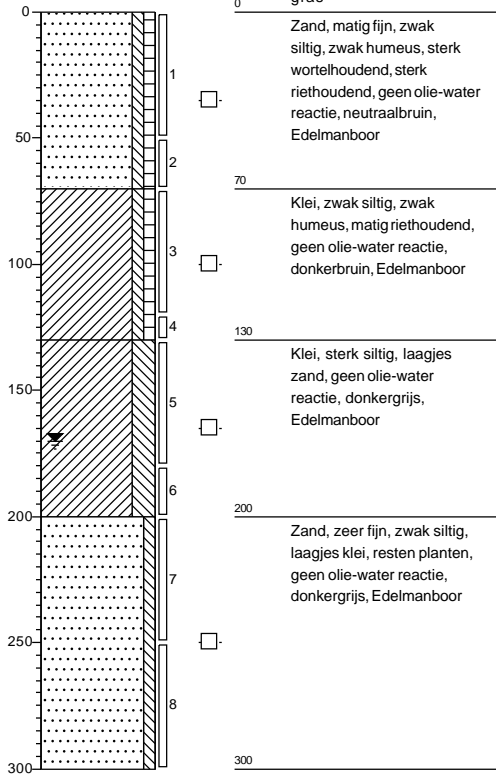 0
gras
0
Zand, matig fijn, zwak
siltig, zwak humeus, sterk
wortelhoudend, sterk
riethoudend, geen olie-water
reactie, neutraalbruin,
Edelmanboor
1
50
2
70
Klei, zwak siltig, zwak
humeus, matig riethoudend,
geen olie-water reactie,
donkerbruin, Edelmanboor
3
100
4
130
Klei, sterk siltig, laagjes
zand, geen olie-water
reactie, donkergrijs,
Edelmanboor
5
150
6
200
200
Zand, zeer fijn, zwak siltig,
laagjes klei, resten planten,
geen olie-water reactie,
donkergrijs, Edelmanboor
7
250
8
300
300